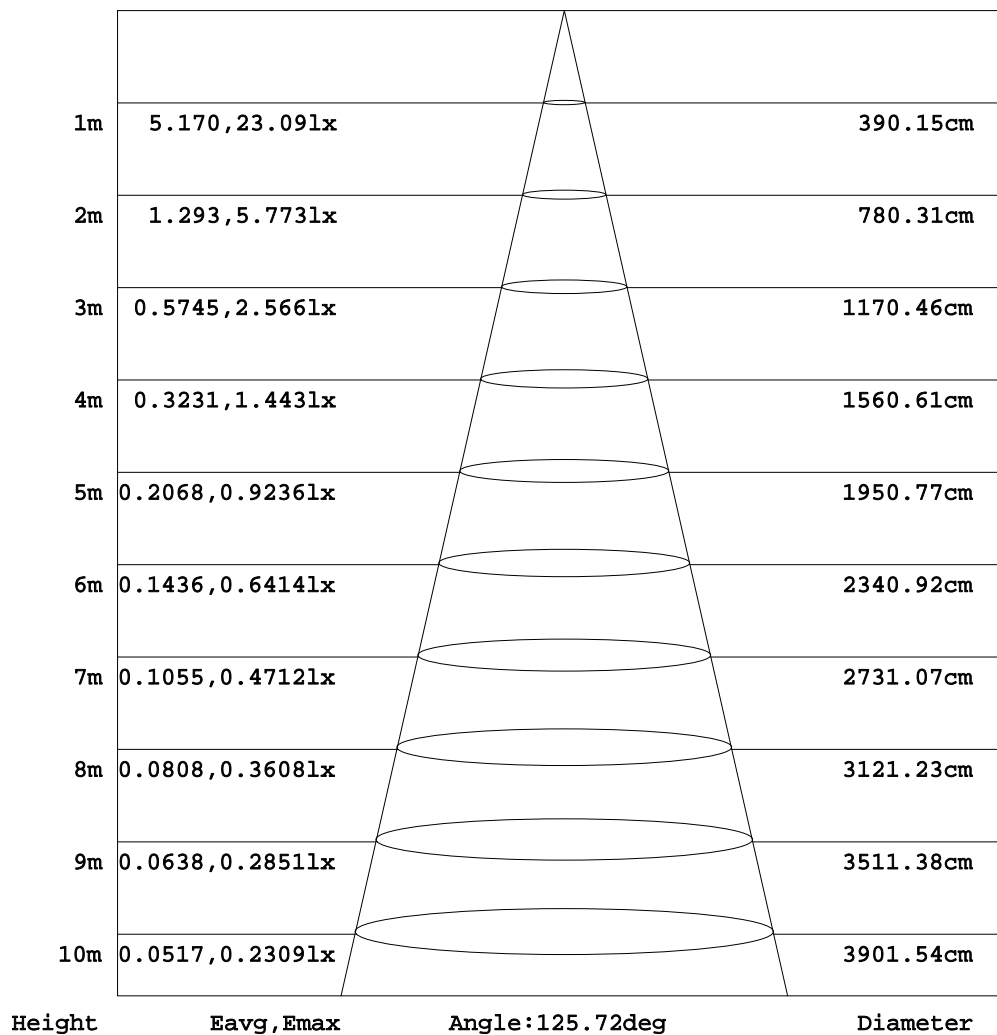 1m 5.170,23.09lx 390.15cm
2m 1.293,5.773lx 780.31cm
3m 0.5745,2.566lx 1170.46cm
4m 0.3231,1.443lx 1560.61cm
5m 0.2068,0.9236lx 1950.77cm
6m 0.1436,0.6414lx 2340.92cm
7m 0.1055,0.4712lx 2731.07cm
8m 0.0808,0.3608lx 3121.23cm
9m 0.0638,0.2851lx 3511.38cm
10m 0.0517,0.2309lx 3901.54cm
Height Eavg,Emax Angle:125.72deg Diameter